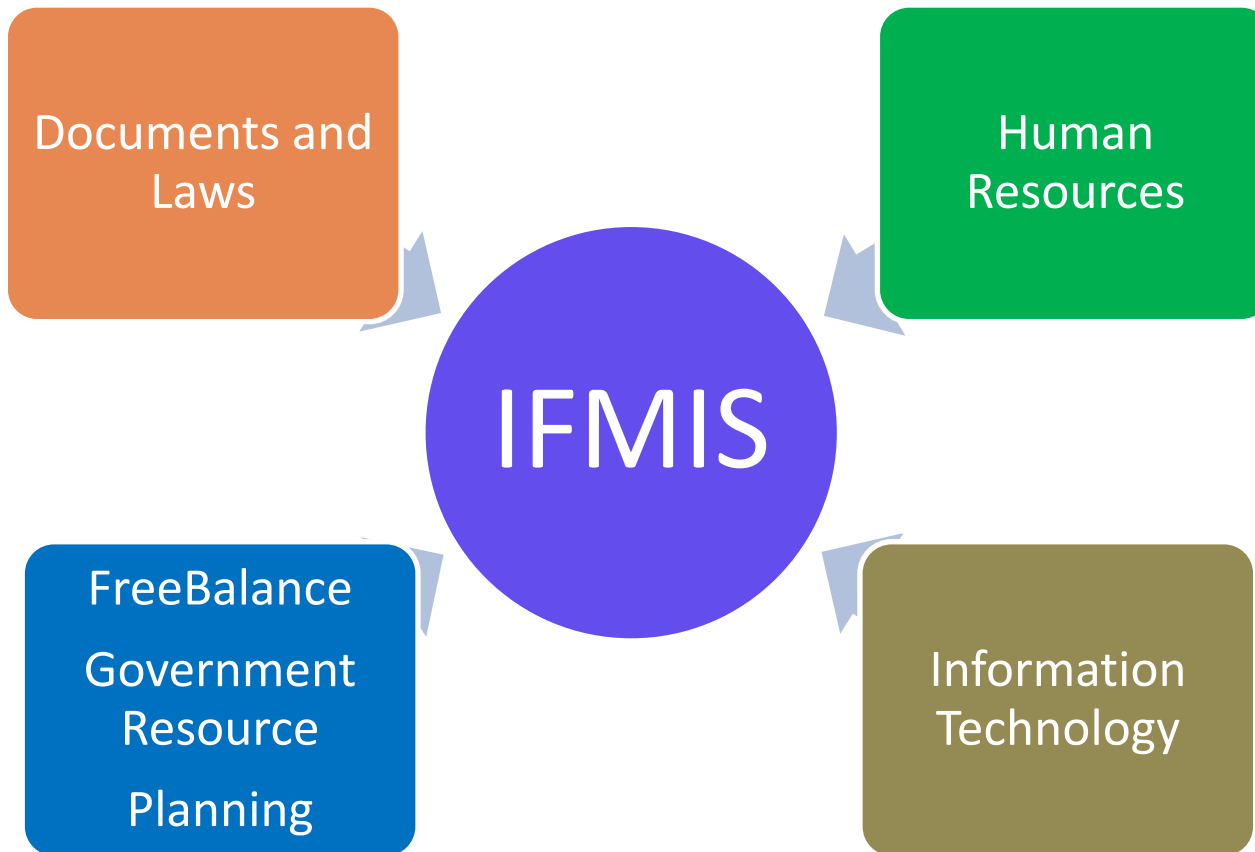 Documents and
Laws
Human
Resources
IFMIS
FreeBalance
Government
Resource
Planning
Information
Technology